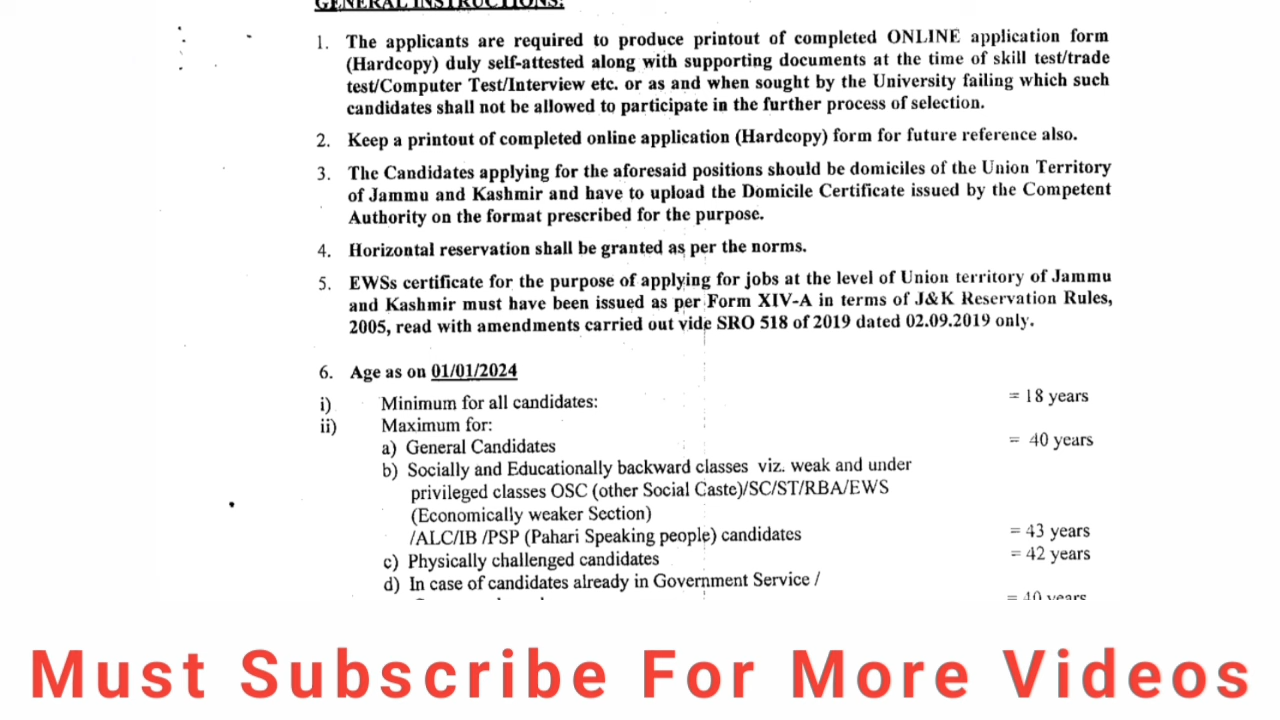 GENERAL INSTRUCTIONS:
1. The applicants are required to produce printout of completed ONLINE application form
(Hardcopy) duly self-attested along with supporting documents at the time of skill test/trade
test/Computer Test/Interview etc. or as and when sought by the University failing which such
candidates shall not be allowed to participate in the further process of selection.
2. Keep a printout of completed online application (Hardcopy) form for future reference also.
3. The Candidates applying for the aforesaid positions should be domiciles of the Union Territory
of Jammu and Kashmir and have to upload the Domicile Certificate issued by the Competent
Authority on the format prescribed for the purpose.
4. Horizontal reservation shall be granted as per the norms.
5. EWSs certificate for the purpose of applying for jobs at the level of Union territory of Jammu
and Kashmir must have been issued as per Form XIV-A in terms of J&K Reservation Rules,
2005, read with amendments carried out vide SRO 518 of 2019 dated 02.09.2019 only.
6. Age as on 01/01/2024
i) Minimum for all candidates: = 18 years
ii) Maximum for:
a) General Candidates = 40 years
b) Socially and Educationally backward classes viz. weak and under
privileged classes OSC (other Social Caste)/SC/ST/RBA/EWS
(Economically weaker Section)
/ALC/IB /PSP (Pahari Speaking people) candidates = 43 years
c) Physically challenged candidates = 42 years
d) In case of candidates already in Government Service /
= 40 years
Must Subscribe For More Videos